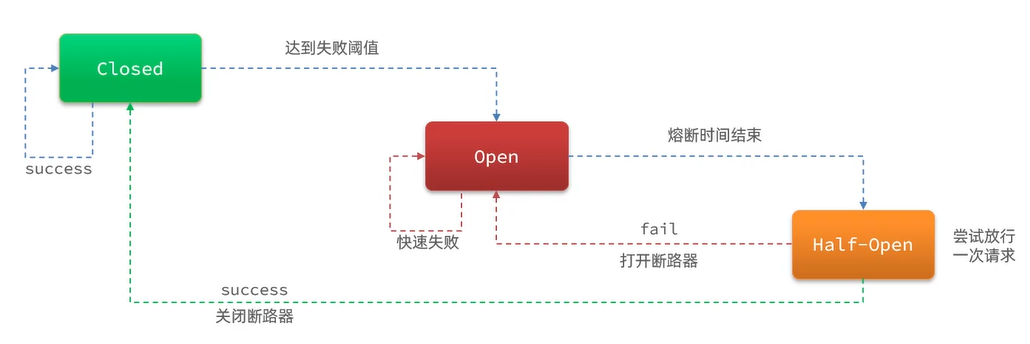 达到失败阈值
Closed
success
熔断时间结束
Open
快速失败
fail
打开断路器
Half-Open
尝试放行
一次请求
success
关闭断路器